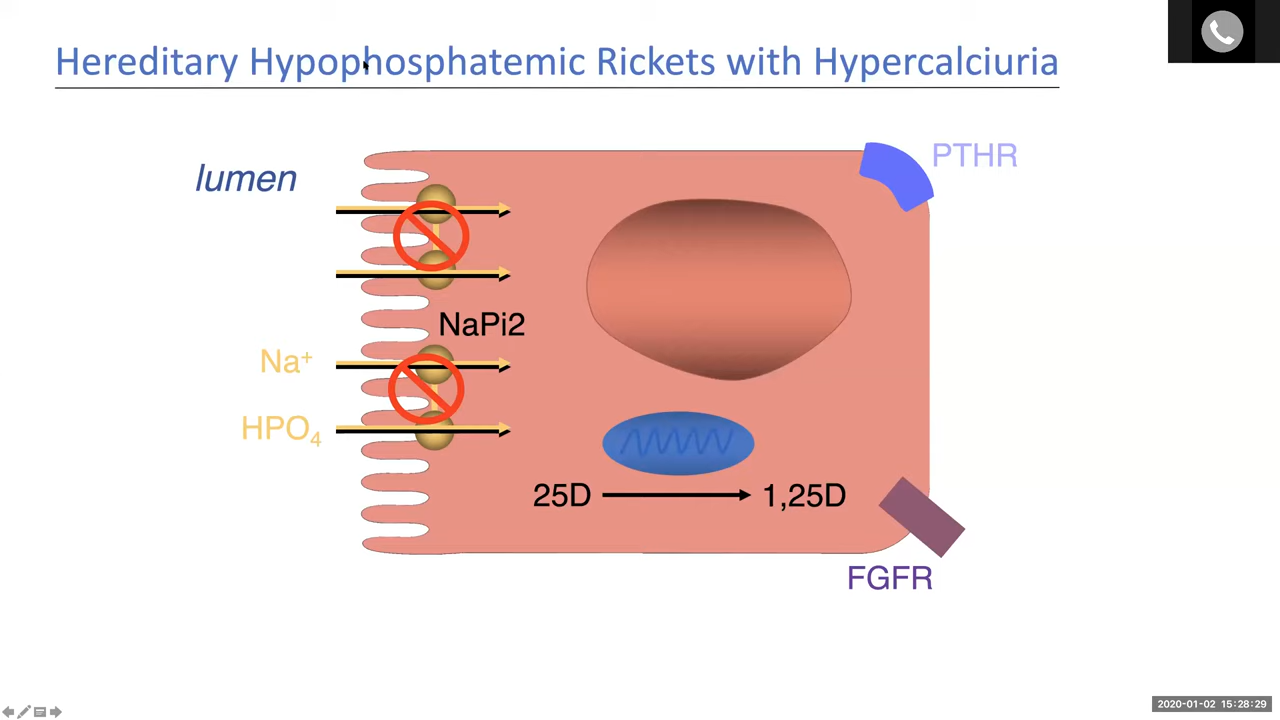 Hereditary Hypophosphatemic Rickets with Hypercalciuria
lumen
PTHR
NaPi2
Na⁺
HPO₄
25D
1,25D
FGFR
2020-01-02 15:28:29